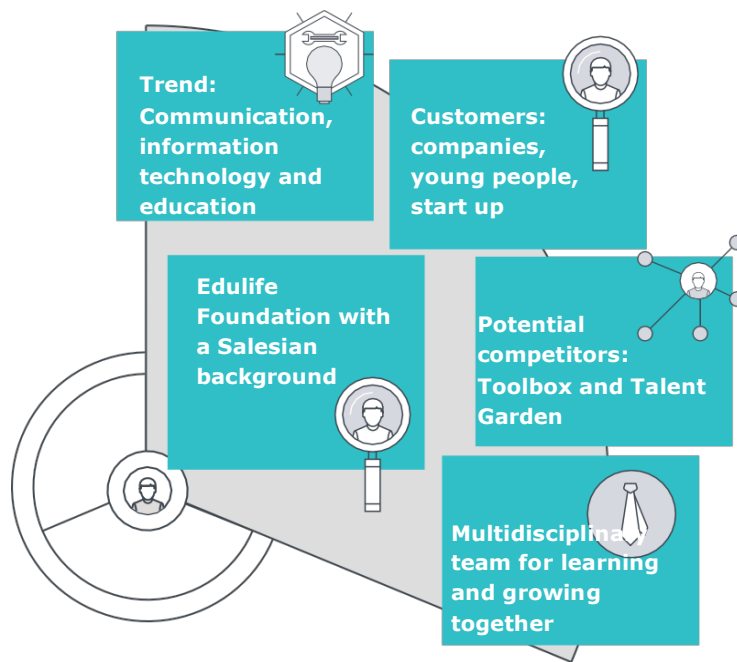 Trend:
Communication,
information
technology and
education
Customers:
companies,
young people,
start up
Edulife
Foundation with
a Salesian
background
Potential
competitors:
Toolbox and Talent
Garden
Multidisciplinary
team for learning
and growing
together